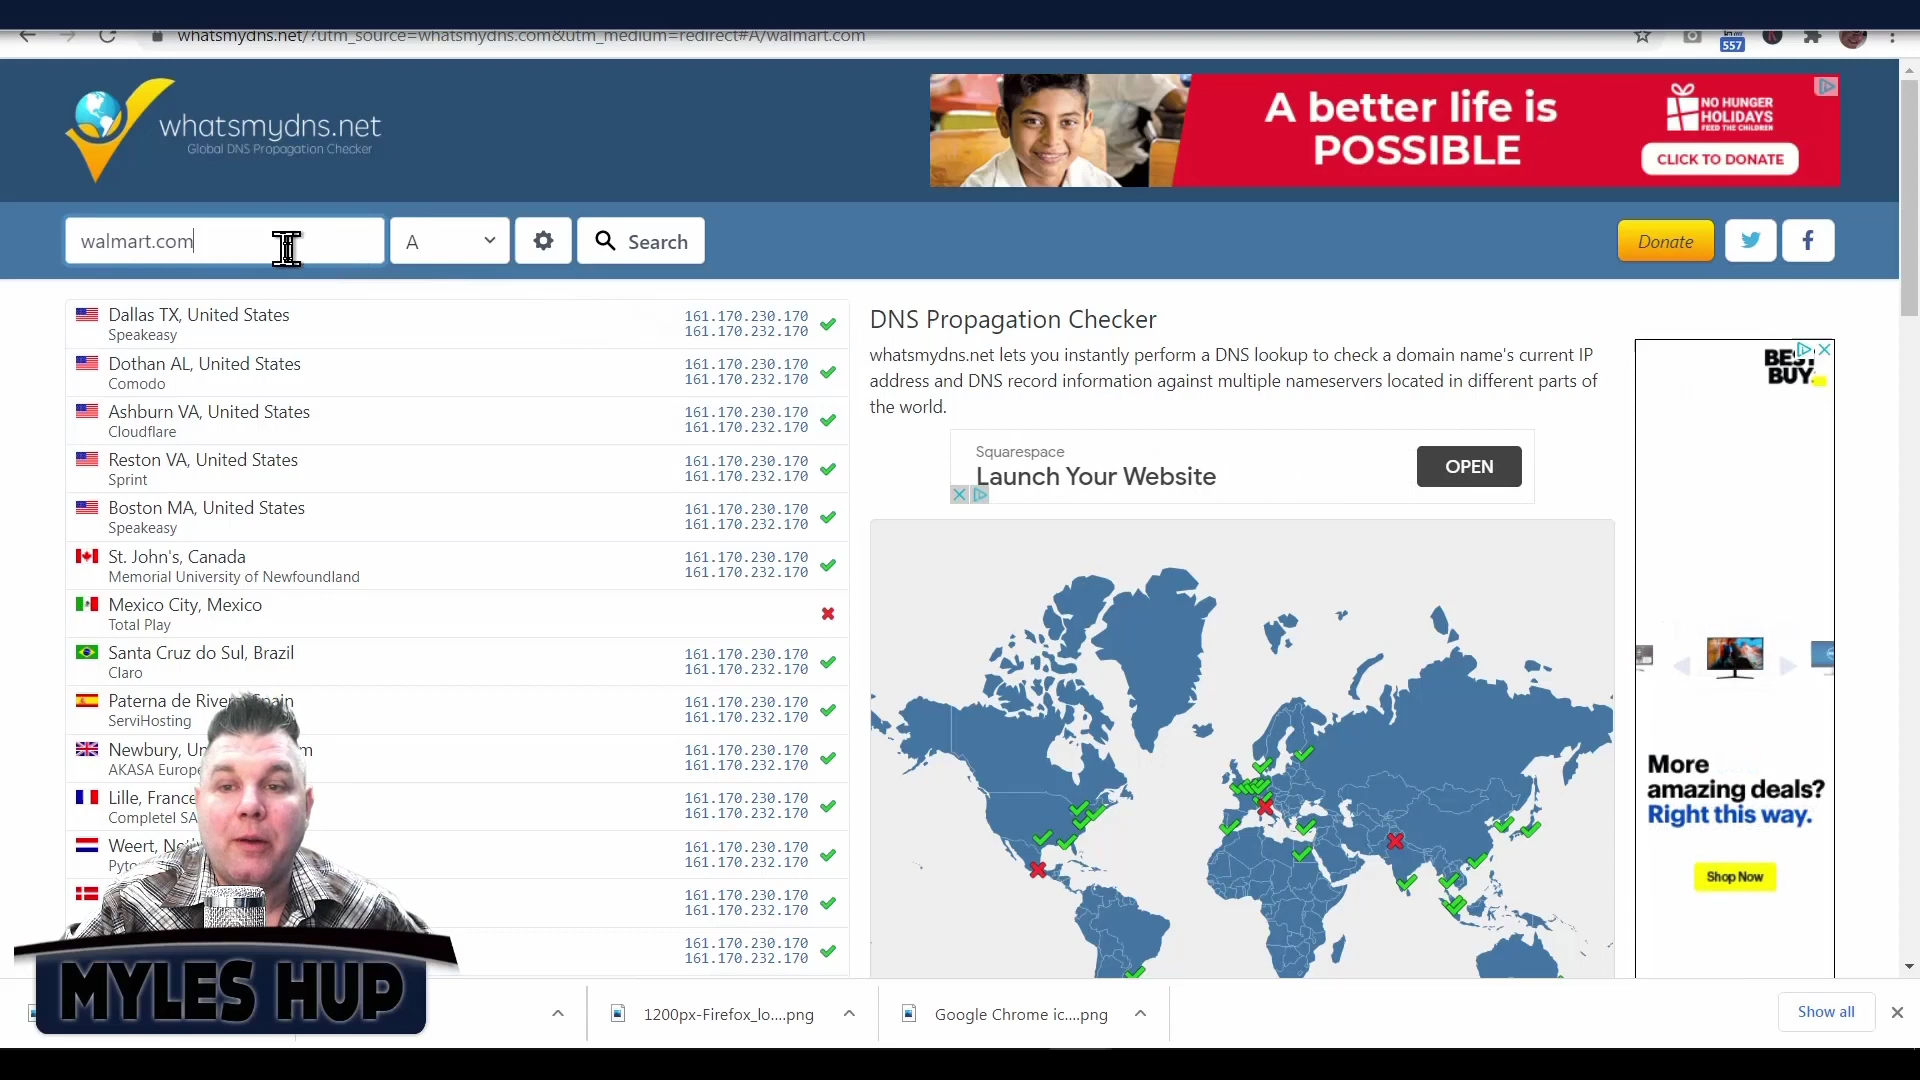 whatsmydns.net/?utm_source=whatsmydns.com&utm_medium=redirect#A/walmart.com
557
whatsmydns.net
Global DNS Propagation Checker
A better life is
POSSIBLE
NO HUNGER
HOLIDAYS
FEED THE CHILDREN
CLICK TO DONATE
walmart.com
A
Search
Donate
Dallas TX, United States
Speakeasy
161.170.230.170
161.170.232.170
Dothan AL, United States
Comodo
161.170.230.170
161.170.232.170
Ashburn VA, United States
Cloudflare
161.170.230.170
161.170.232.170
Reston VA, United States
Sprint
161.170.230.170
161.170.232.170
Boston MA, United States
Speakeasy
161.170.230.170
161.170.232.170
St. John's, Canada
Memorial University of Newfoundland
161.170.230.170
161.170.232.170
Mexico City, Mexico
Total Play
Santa Cruz do Sul, Brazil
Claro
161.170.230.170
161.170.232.170
Paterna de
ServiHosting
161.170.230.170
161.170.232.170
Newbury,
AKASA
161.170.230.170
161.170.232.170
Lille, France
Completel SA
161.170.230.170
161.170.232.170
Weert,
161.170.230.170
161.170.232.170
161.170.230.170
161.170.232.170
161.170.230.170
161.170.232.170
DNS Propagation Checker
whatsmydns.net lets you instantly perform a DNS lookup to check a domain name's current IP
address and DNS record information against multiple nameservers located in different parts of
the world.
Squarespace
Launch Your Website
OPEN
BEST
BUY
More
amazing deals?
Right this way.
Shop Now
MYLES HUP
1200px-Firefox_lo....png
Google Chrome ic....png
Show all